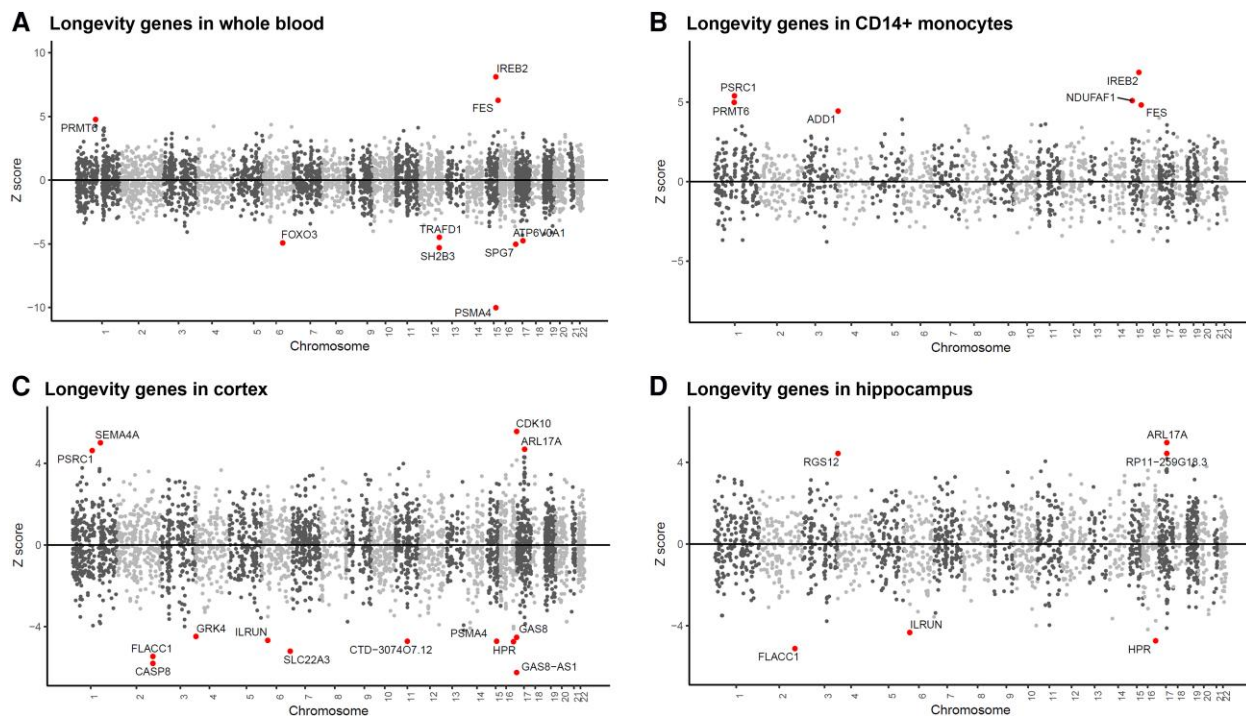 A Longevity genes in whole blood
10
5
0
−5
−10
Z score
IREB2
FES
PRMT6
FOXO3
TRAFD1
SH2B3
ATP6V0A1
SPG7
PSMA4
1 2 3 4 5 6 7 8 9 10 11 12 13 14 15 16 17 18 19 20 21 22
Chromosome
B Longevity genes in CD14+ monocytes
5
0
−5
Z score
PSRC1
PRMT6
ADD1
IREB2
NDUFAF1
FES
1 2 3 4 5 6 7 8 9 10 11 12 13 14 15 16 17 18 19 20 21 22
Chromosome
C Longevity genes in cortex
4
0
−4
Z score
SEMA4A
PSRC1
CDK10
ARL17A
GRK4
FLACC1
CASP8
ILRUN
SLC22A3
CTD−3074O7.12
PSMA4
HPR
GAS8
GAS8−AS1
1 2 3 4 5 6 7 8 9 10 11 12 13 14 15 16 17 18 19 20 21 22
Chromosome
D Longevity genes in hippocampus
4
0
−4
Z score
RGS12
ARL17A
RP11−259G18.3
FLACC1
ILRUN
HPR
1 2 3 4 5 6 7 8 9 10 11 12 13 14 15 16 17 18 19 20 21 22
Chromosome